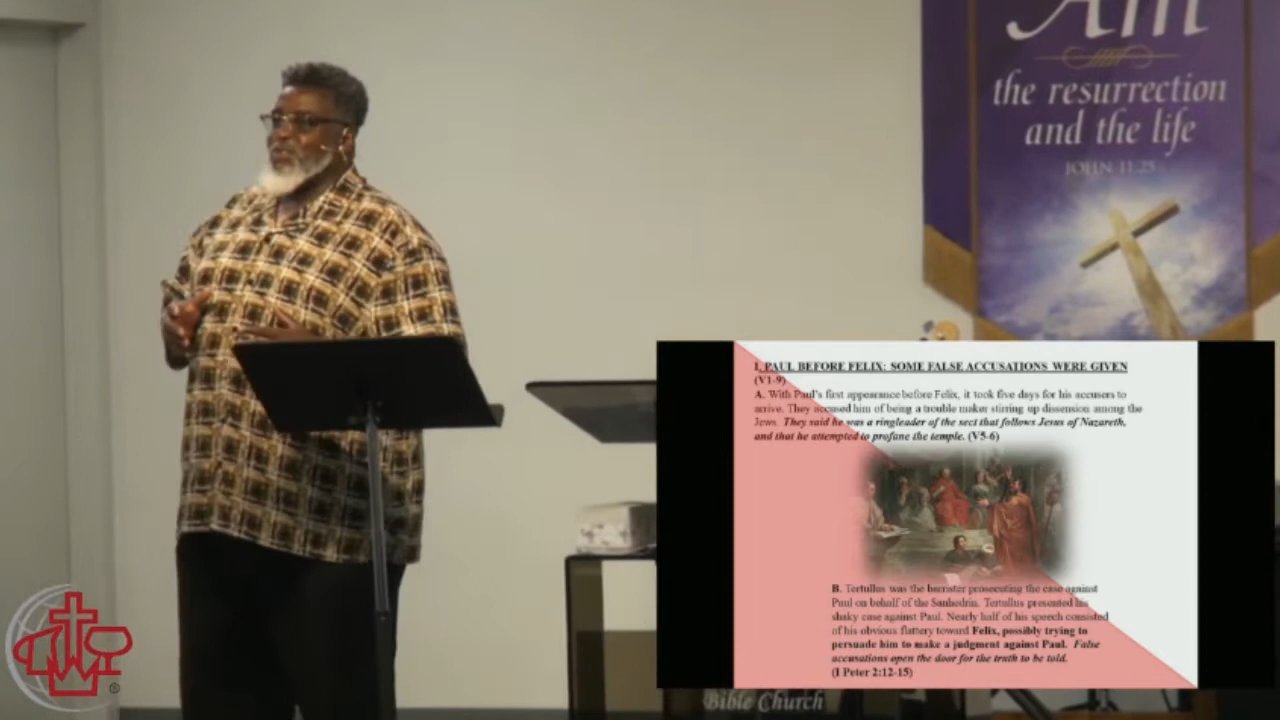 Am
the resurrection
and the life
JOHN 11:25
I. PAUL BEFORE FELIX: SOME FALSE ACCUSATIONS WERE GIVEN
(V1-9)
A. With Paul's first appearance before Felix, it took five days for his accusers to
arrive. They accused him of being a trouble maker stirring up dissension among the
Jews. They said he was a ringleader of the sect that follows Jesus of Nazareth,
and that he attempted to profane the temple. (V5-6)
B. Tertullus was the barrister prosecuting the case against
Paul on behalf of the Sanhedrin. Tertullus presented his
shaky case against Paul. Nearly half of his speech consisted
of his obvious flattery toward Felix, possibly trying to
persuade him to make a judgment against Paul. False
accusations open the door for the truth to be told.
(I Peter 2:12-15)
Bible Church
®